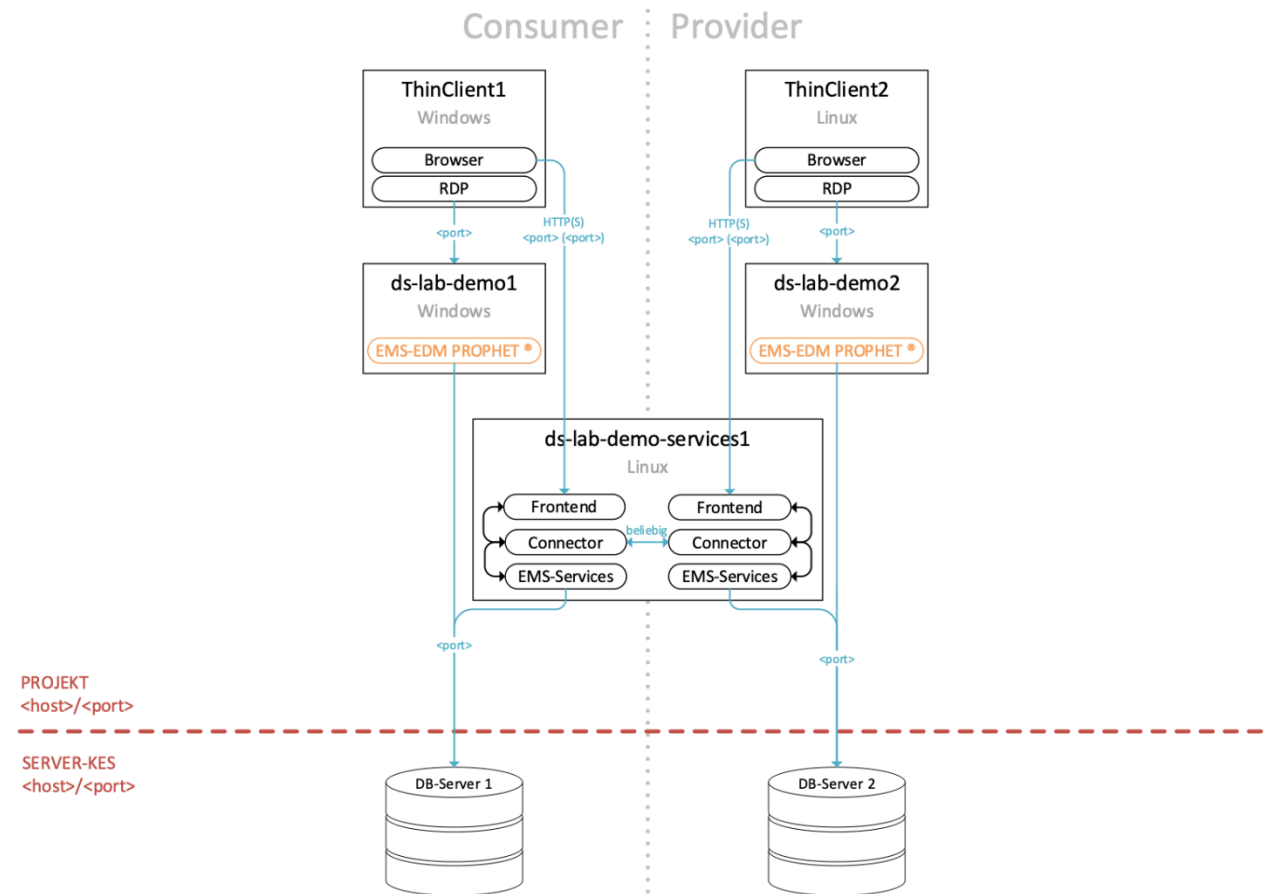 Consumer
Provider
ThinClient1
Windows
Browser
RDP
ThinClient2
Linux
Browser
RDP
<port>
HTTP(S)
<port> (<port>)
HTTP(S)
<port> (<port>)
<port>
ds-lab-demo1
Windows
EMS-EDM PROPHET ®
ds-lab-demo2
Windows
EMS-EDM PROPHET ®
ds-lab-demo-services1
Linux
Frontend
Connector
EMS-Services
beliebig
Frontend
Connector
EMS-Services
<port>
<port>
PROJEKT
<host>/<port>
SERVER-KES
<host>/<port>
DB-Server 1
DB-Server 2